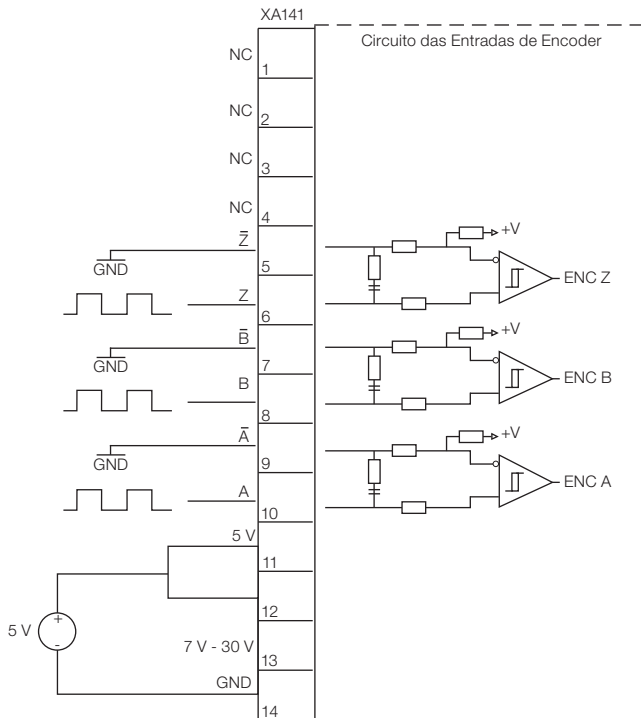 XA141
Circuito das Entradas de Encoder
NC
1
NC
2
NC
3
NC
4
Z̅
GND
5
+V
ENC Z
Z
6
B̅
GND
7
+V
ENC B
B
8
A̅
GND
9
+V
ENC A
A
10
5 V
11
12
5 V
+
-
7 V - 30 V
13
GND
14